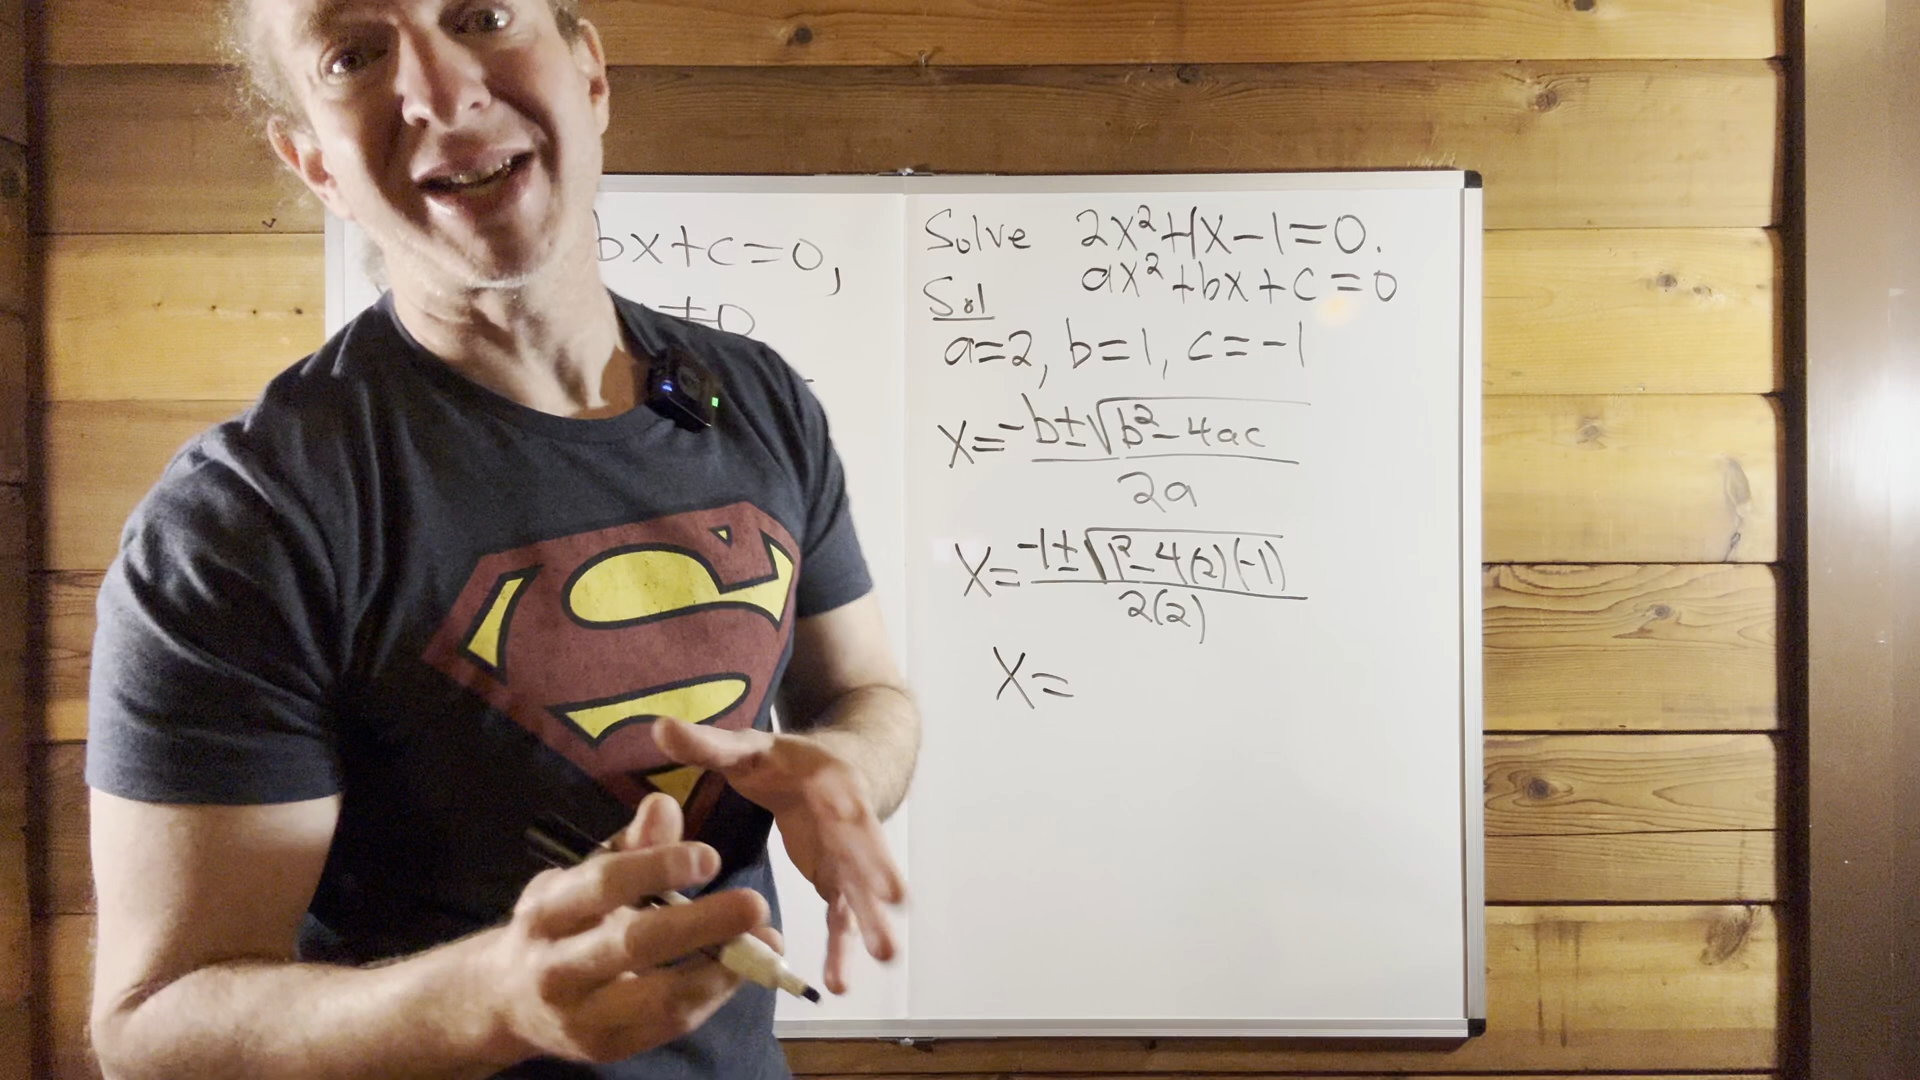 bx+c=0,
≠0
Solve 2x²+1x-1=0.
ax²+bx+c=0
Sol
a=2, b=1, c=-1
x=-b±√b²-4ac
2a
x=-1±√1²-4(2)(-1)
2(2)
x=